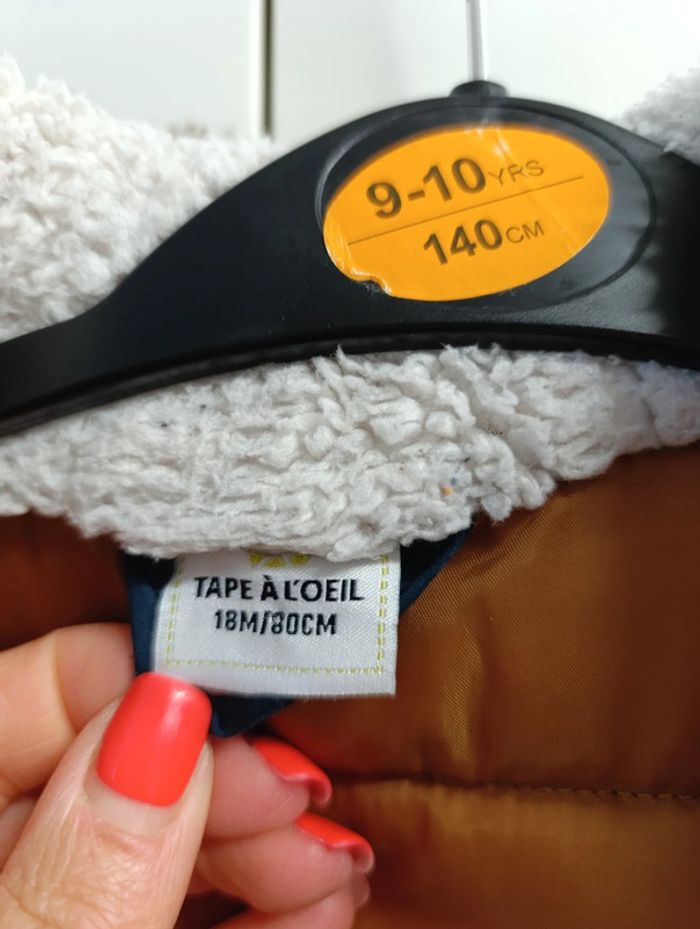 9-10 YRS
140 CM
TAPE À L'OEIL
18M/80CM